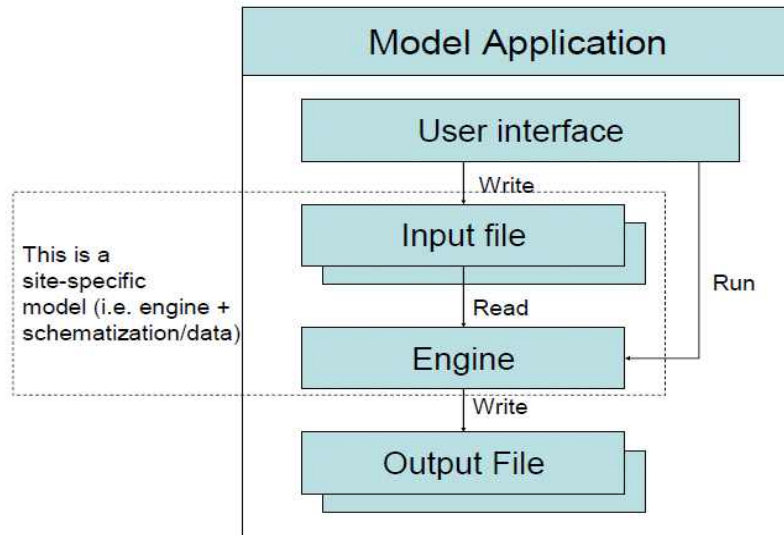 Model Application
User interface
Write
Input file
This is a
site-specific
model (i.e. engine +
schematization/data)
Run
Read
Engine
Write
Output File